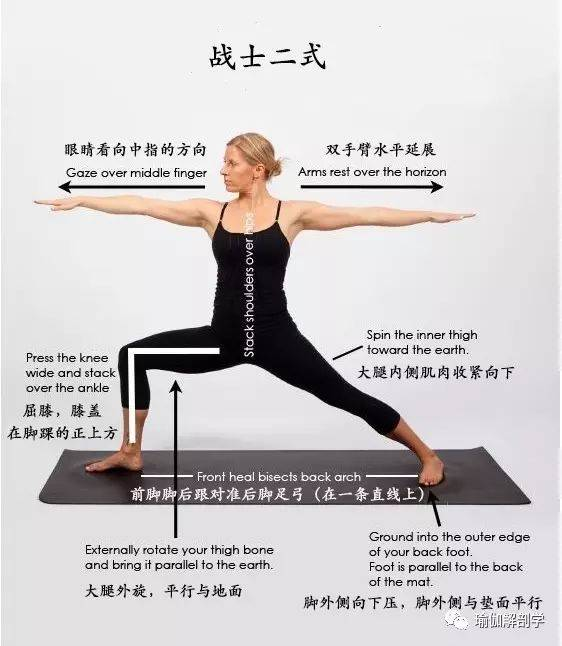 战士二式
眼睛看向中指的方向
Gaze over middle finger
双手臂水平延展
Arms rest over the horizon
Stack shoulders over hips
Press the knee
wide and stack
over the ankle
屈膝，膝盖
在脚踝的正上方
Spin the inner thigh
toward the earth.
大腿内侧肌肉收紧向下
Front heal bisects back arch
前脚脚后跟对准后脚足弓（在一条直线上）
Externally rotate your thigh bone
and bring it parallel to the earth.
大腿外旋，平行与地面
Ground into the outer edge
of your back foot.
Foot is parallel to the back
of the mat.
脚外侧向下压，脚外侧与垫面平行
瑜伽解剖学